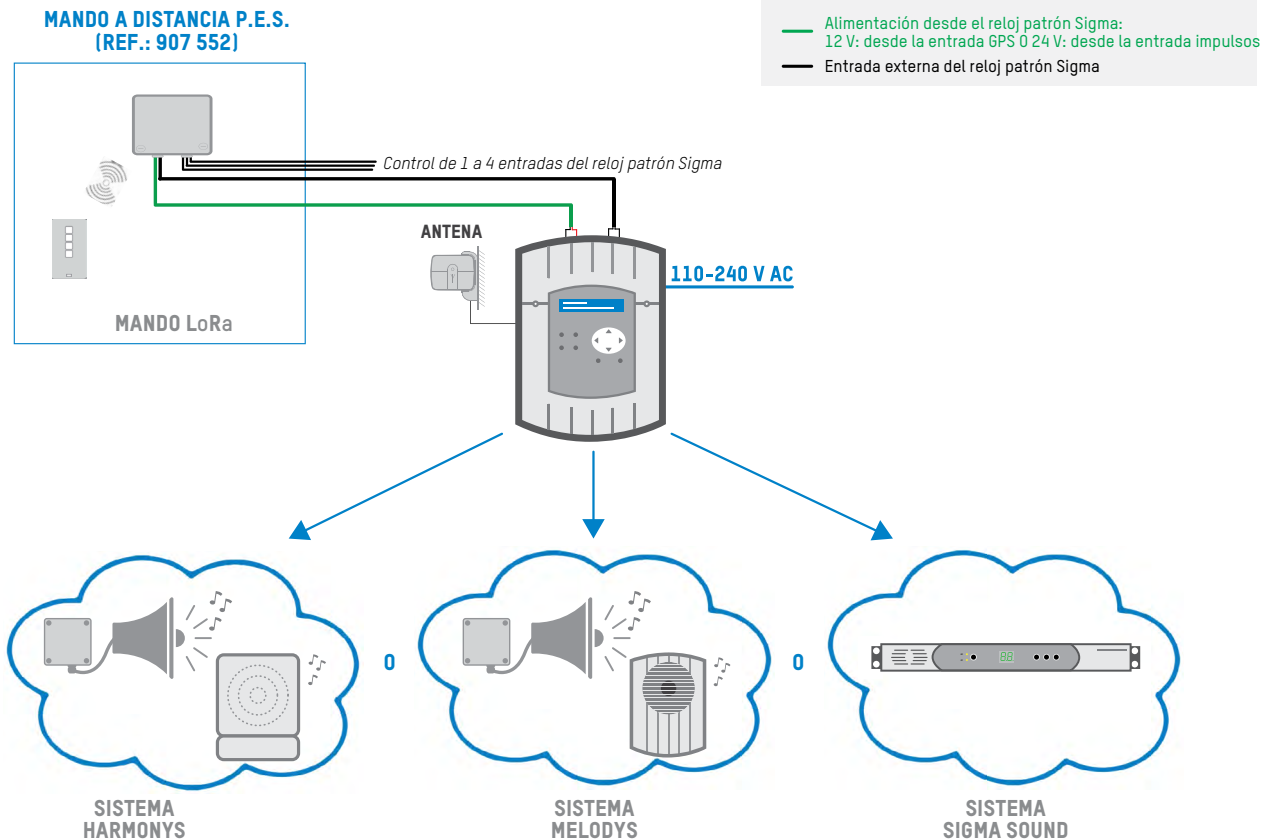 MANDO A DISTANCIA P.E.S.
(REF.: 907 552)
Alimentación desde el reloj patrón Sigma:
12 V: desde la entrada GPS O 24 V: desde la entrada impulsos
Entrada externa del reloj patrón Sigma
Control de 1 a 4 entradas del reloj patrón Sigma
ANTENA
110-240 V AC
MANDO LoRa
O
O
88
SISTEMA
HARMONYS
SISTEMA
MELODYS
SISTEMA
SIGMA SOUND